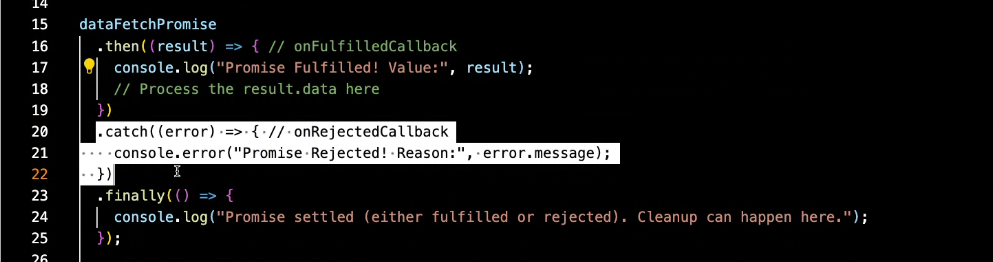 14
15 dataFetchPromise
16 .then((result) => { // onFulfilledCallback
17 console.log("Promise Fulfilled! Value:", result);
18 // Process the result.data here
19 })
20 .catch((error) => { // onRejectedCallback
21 console.error("Promise Rejected! Reason:", error.message);
22 })
23 .finally(() => {
24 console.log("Promise settled (either fulfilled or rejected). Cleanup can happen here.");
25 });
26